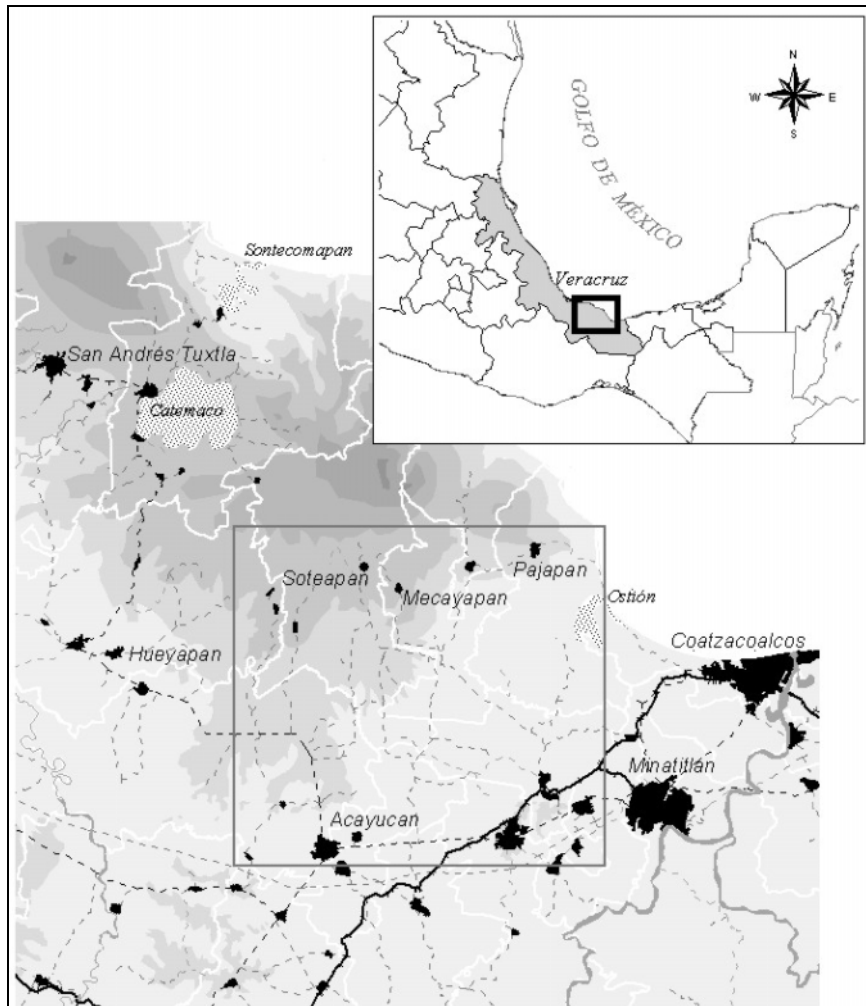 N
W E
S
GOLFO DE MÉXICO
Veracruz
Sontecomapan
San Andrés Tuxtla
Catemaco
Soteapan
Mecayapan
Pajapan
Ostión
Hueyapan
Coatzacoalcos
Minatitlán
Acayucan